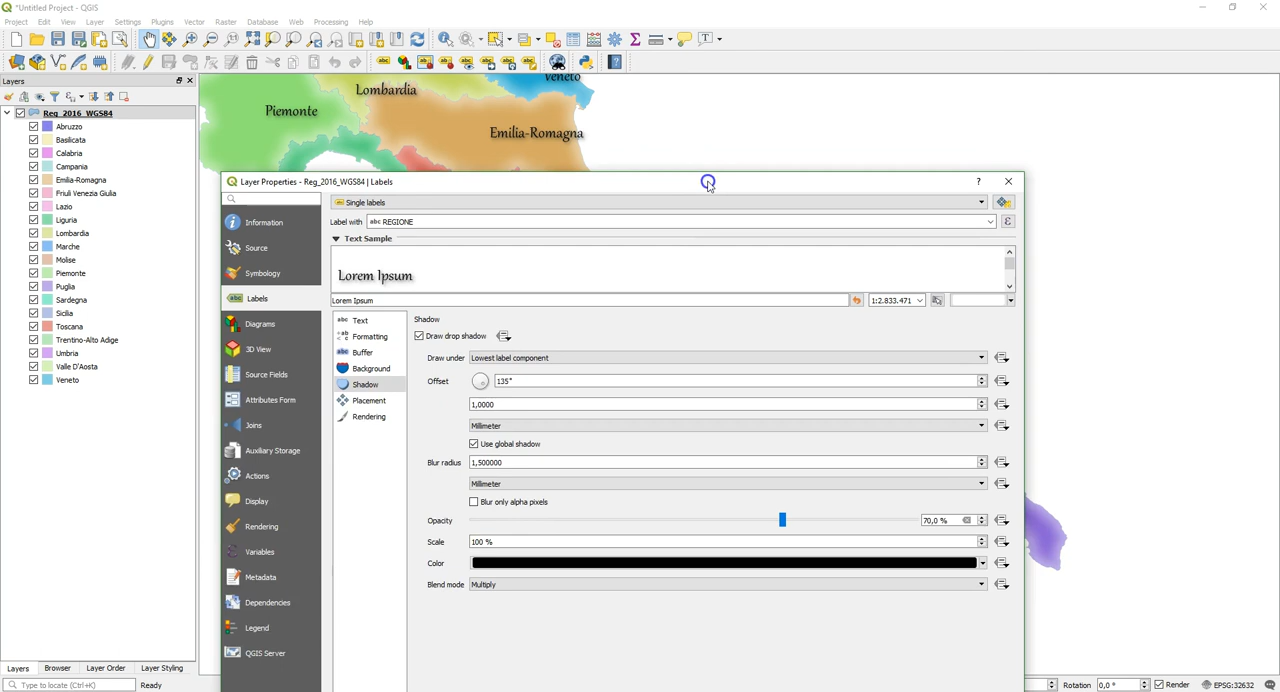 *Untitled Project - QGIS
Project Edit View Layer Settings Plugins Vector Raster Database Web Processing Help
Layers
Reg_2016_WGS84
Abruzzo
Basilicata
Calabria
Campania
Emilia-Romagna
Friuli Venezia Giulia
Lazio
Liguria
Lombardia
Marche
Molise
Piemonte
Puglia
Sardegna
Sicilia
Toscana
Trentino-Alto Adige
Umbria
Valle D'Aosta
Veneto
Veneto
Lombardia
Piemonte
Emilia-Romagna
Layer Properties - Reg_2016_WGS84 | Labels
Information
Source
Symbology
Labels
Diagrams
3D View
Source Fields
Attributes Form
Joins
Auxiliary Storage
Actions
Display
Rendering
Variables
Metadata
Dependencies
Legend
QGIS Server
Single labels
Label with abc REGIONE
Text Sample
Lorem Ipsum
Lorem Ipsum 1:2.833.471
Text
Formatting
Buffer
Background
Shadow
Placement
Rendering
Shadow
Draw drop shadow
Draw under Lowest label component
Offset 135°
1,0000
Millimeter
Use global shadow
Blur radius 1,500000
Millimeter
Blur only alpha pixels
Opacity 70,0 %
Scale 100 %
Color
Blend mode Multiply
Layers Browser Layer Order Layer Styling
Type to locate (Ctrl+K) Ready Rotation 0,0 ° Render EPSG:32632